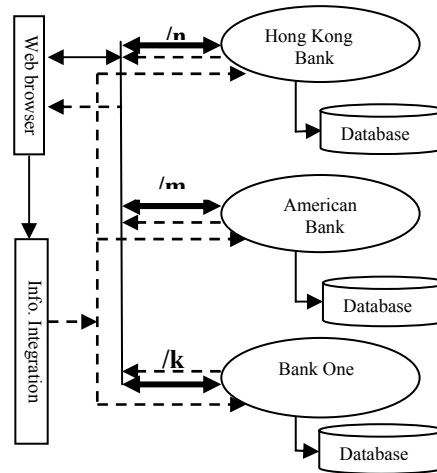 Web browser
/n
Hong Kong
Bank
Database
/m
American
Bank
Database
Info. Integration
/k
Bank One
Database